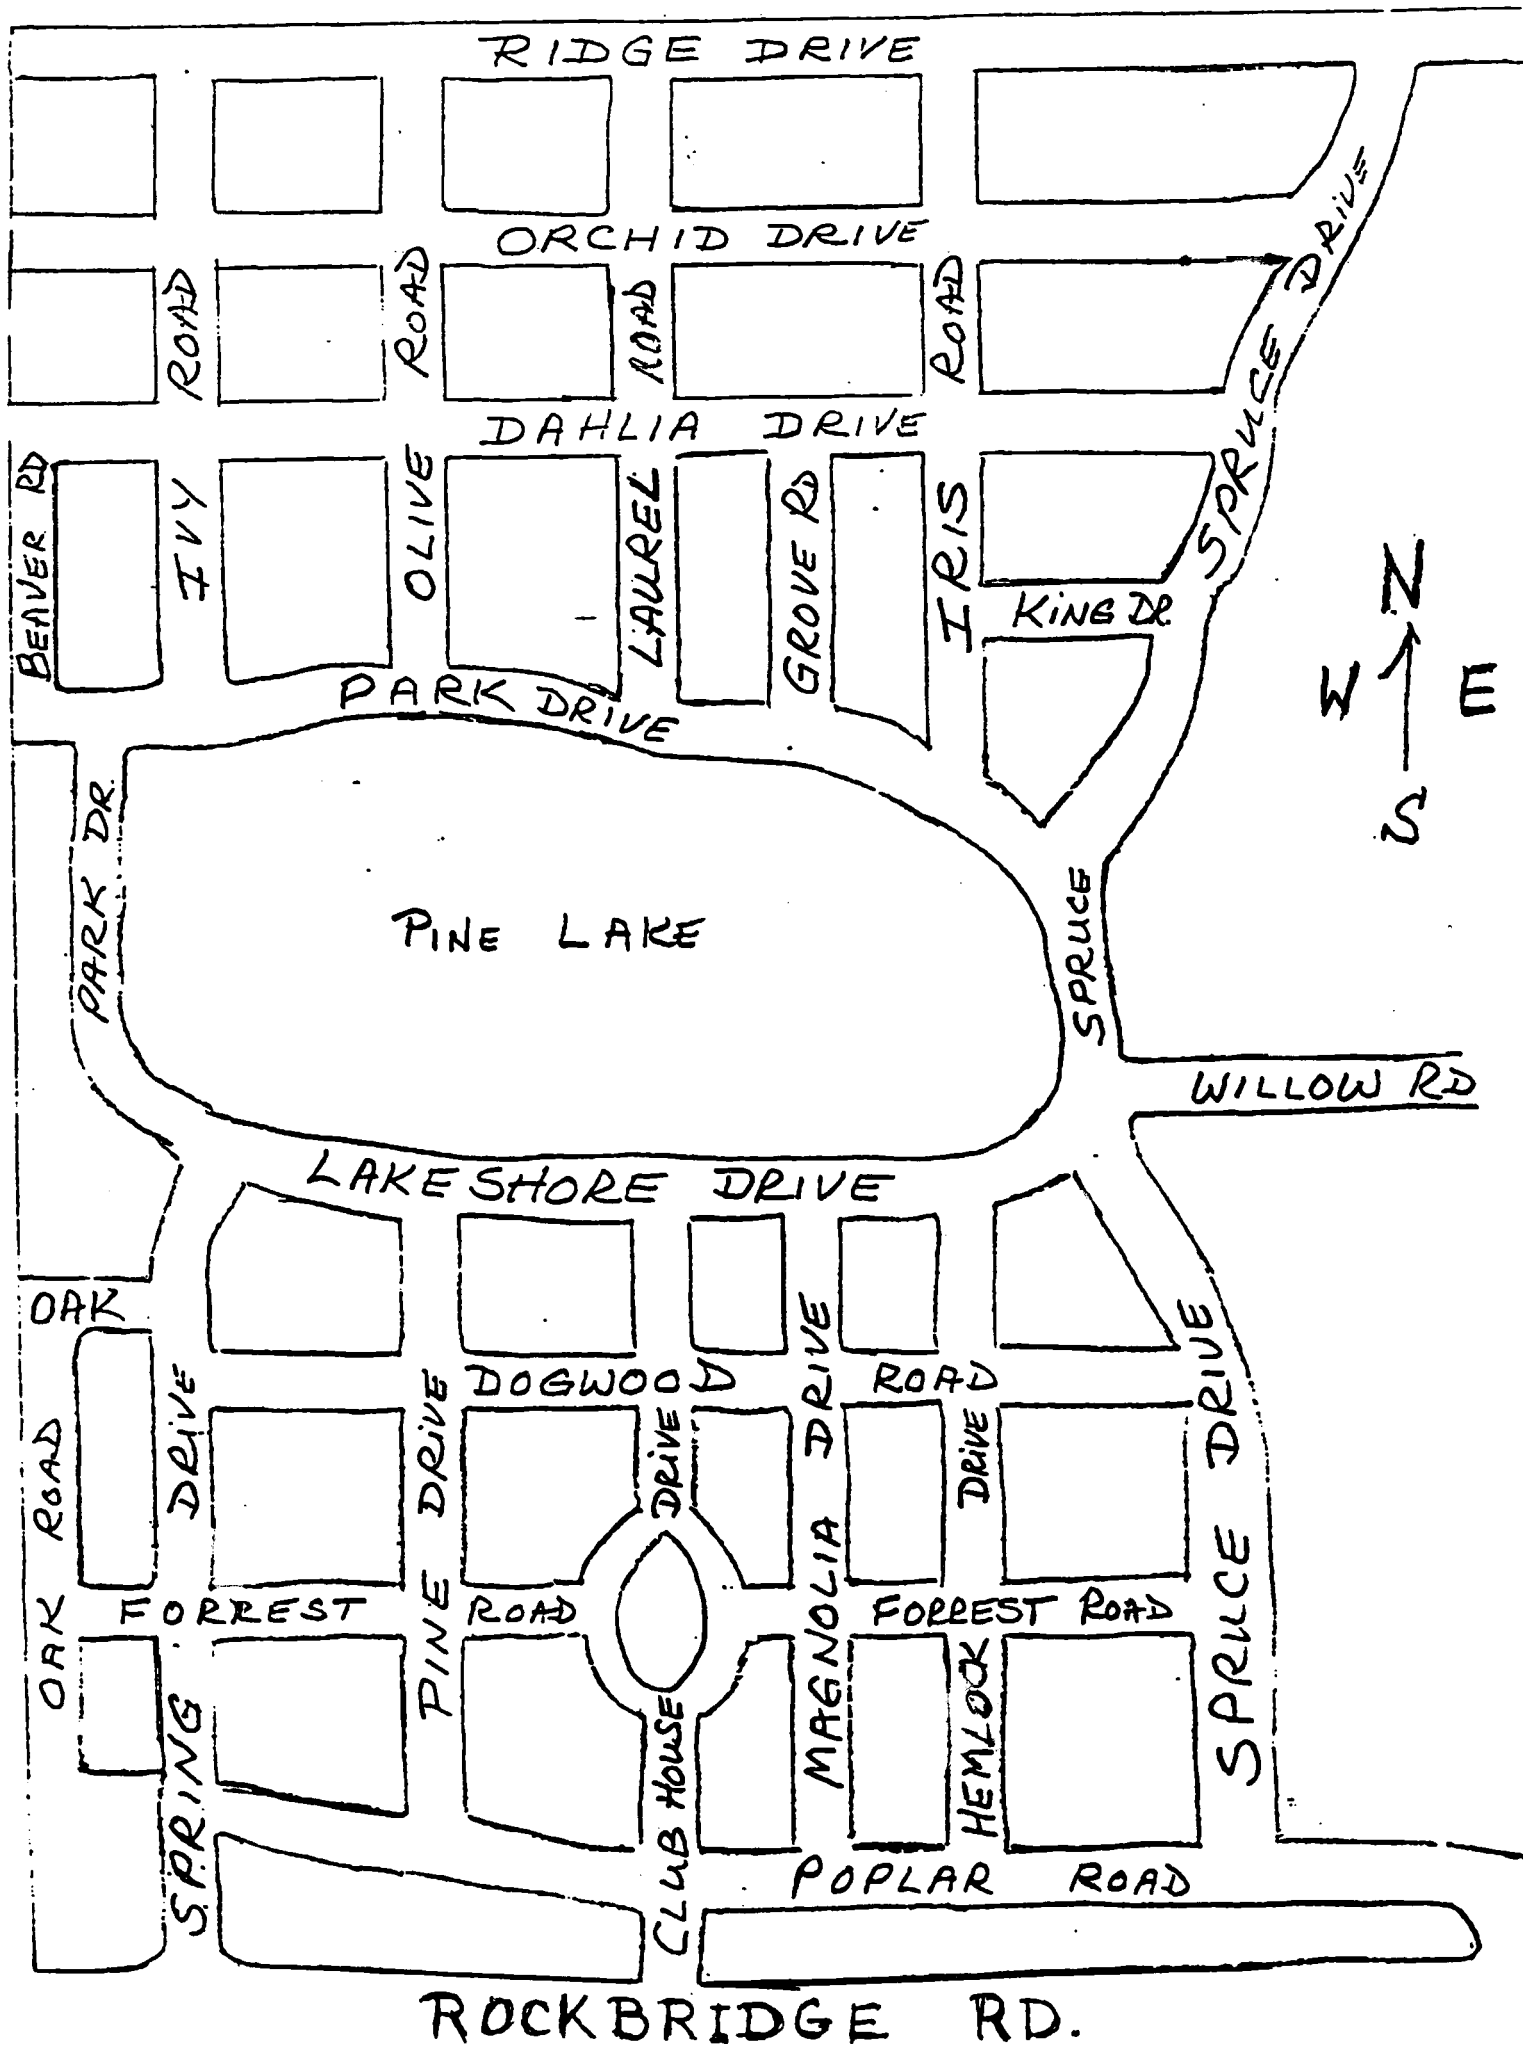 RIDGE DRIVE
ORCHID DRIVE
SPRUCE DRIVE
IVY ROAD
OLIVE ROAD
LAUREL ROAD
IRIS ROAD
DAHLIA DRIVE
BEAVER RD
GROVE RD
KING DR.
N
W E
S
PARK DRIVE
PARK DR.
PINE LAKE
SPRUCE
WILLOW RD
LAKESHORE DRIVE
OAK
DOGWOOD ROAD
OAK ROAD
SPRING DRIVE
PINE DRIVE
CLUB HOUSE DRIVE
MAGNOLIA DRIVE
HEMLOCK DRIVE
SPRUCE DRIVE
FORREST ROAD
FORREST ROAD
POPLAR ROAD
ROCKBRIDGE RD.